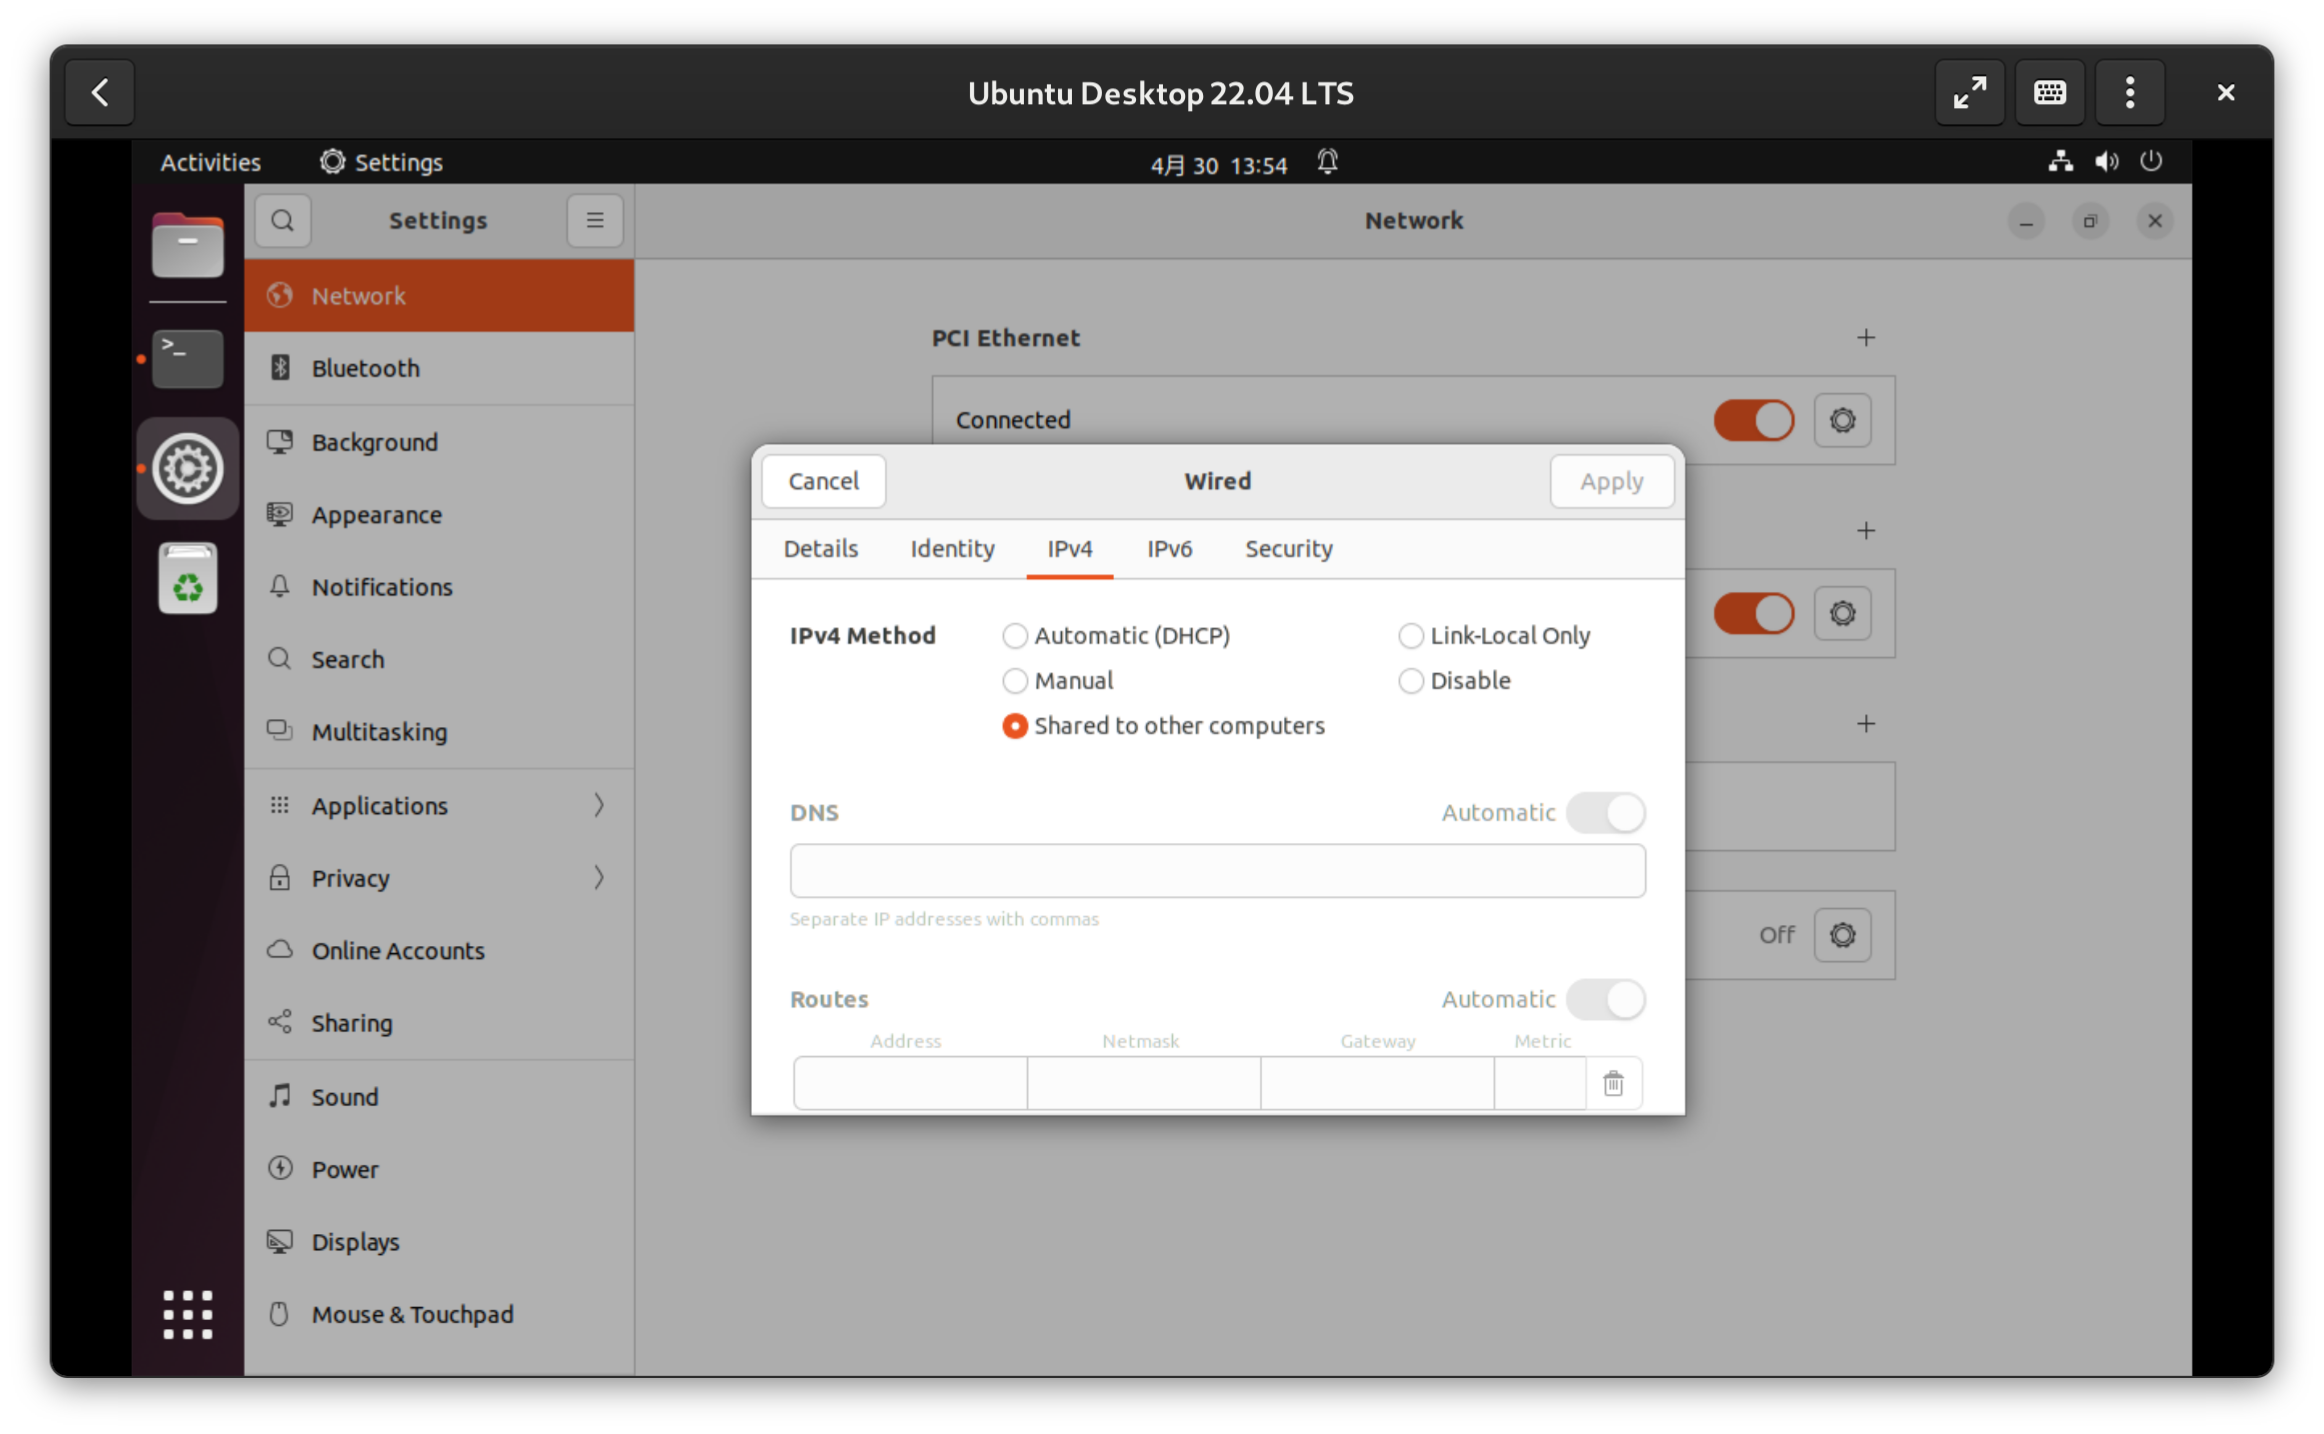 Ubuntu Desktop 22.04 LTS
Activities
Settings
4月 30 13:54
Settings
Network
Network
Bluetooth
Background
Appearance
Notifications
Search
Multitasking
Applications
Privacy
Online Accounts
Sharing
Sound
Power
Displays
Mouse & Touchpad
PCI Ethernet
Connected
Off
Cancel
Wired
Apply
Details
Identity
IPv4
IPv6
Security
IPv4 Method
Automatic (DHCP)
Link-Local Only
Manual
Disable
Shared to other computers
DNS
Automatic
Separate IP addresses with commas
Routes
Automatic
Address
Netmask
Gateway
Metric